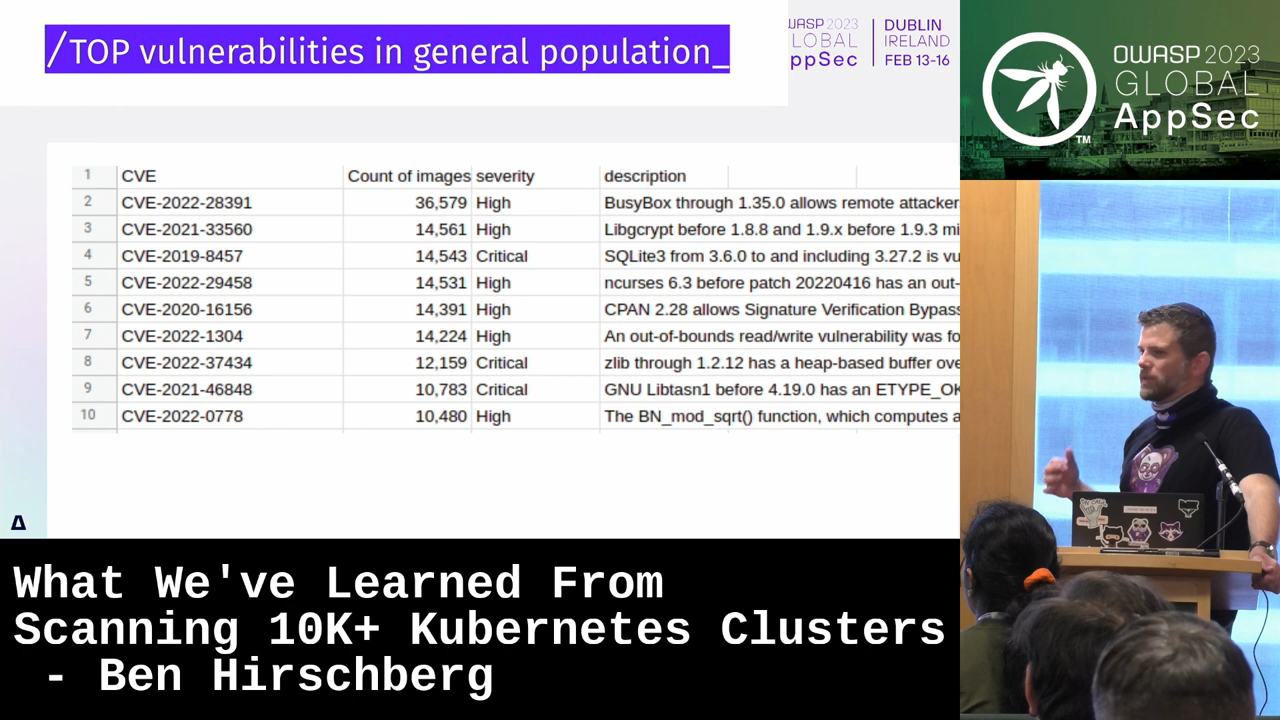 /TOP vulnerabilities in general population_
2023
GLOBAL
AppSec
DUBLIN
IRELAND
FEB 13-16
OWASP 2023
GLOBAL
AppSec
TM
1 CVE Count of images severity description
2 CVE-2022-28391 36,579 High BusyBox through 1.35.0 allows remote attacker
3 CVE-2021-33560 14,561 High Libgcrypt before 1.8.8 and 1.9.x before 1.9.3 mi
4 CVE-2019-8457 14,543 Critical SQLite3 from 3.6.0 to and including 3.27.2 is vu
5 CVE-2022-29458 14,531 High ncurses 6.3 before patch 20220416 has an out-
6 CVE-2020-16156 14,391 High CPAN 2.28 allows Signature Verification Bypass
7 CVE-2022-1304 14,224 High An out-of-bounds read/write vulnerability was fo
8 CVE-2022-37434 12,159 Critical zlib through 1.2.12 has a heap-based buffer ove
9 CVE-2021-46848 10,783 Critical GNU Libtasn1 before 4.19.0 has an ETYPE_OK
10 CVE-2022-0778 10,480 High The BN_mod_sqrt() function, which computes a
What We've Learned From
Scanning 10K+ Kubernetes Clusters
- Ben Hirschberg